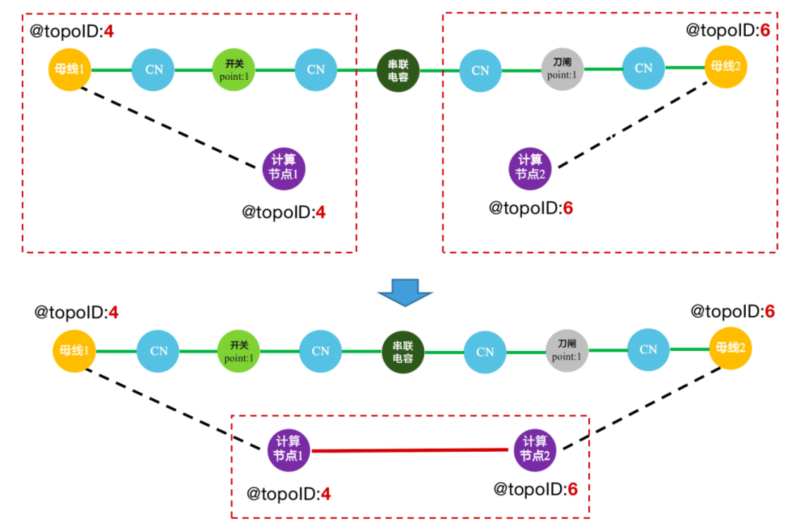 @topoID:4
@topoID:6
母线1
CN
开关
point:1
CN
串联
电容
CN
刀闸
point:1
CN
母线2
计算
节点1
计算
节点2
@topoID:4
@topoID:6
@topoID:4
@topoID:6
母线1
CN
开关
point:1
CN
串联
电容
CN
刀闸
point:1
CN
母线2
计算
节点1
计算
节点2
@topoID:4
@topoID:6